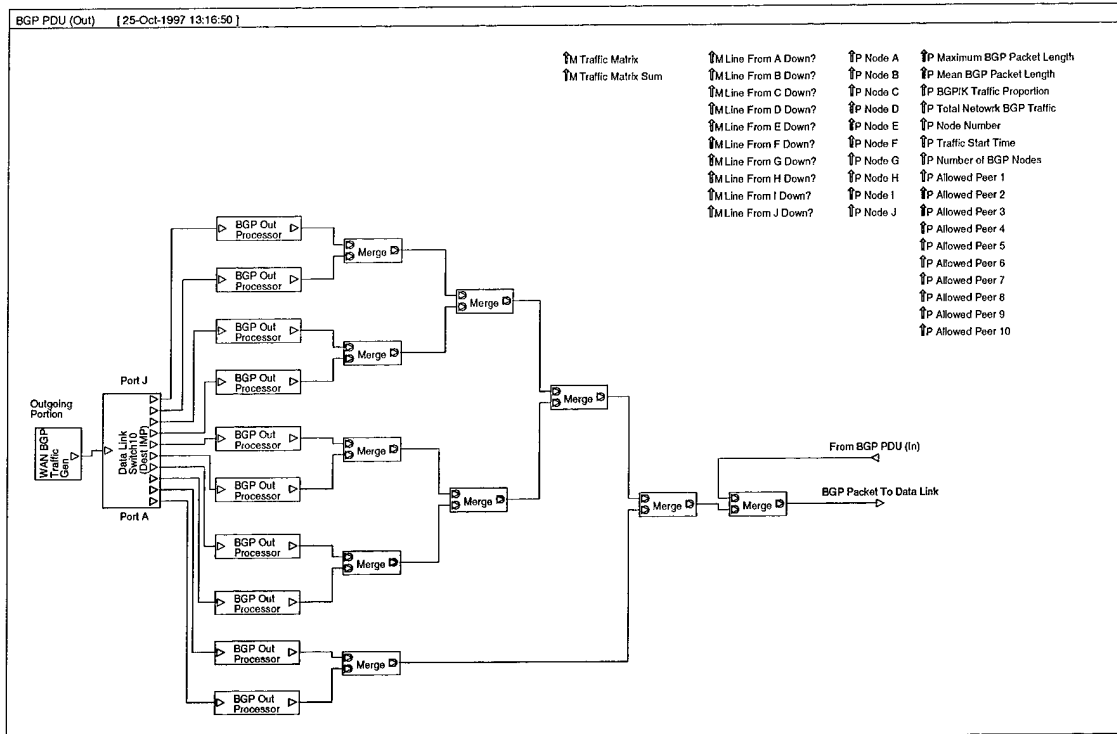 BGP PDU (Out) [25-Oct-1997 13:16:50]
⇑M Traffic Matrix
⇑M Traffic Matrix Sum
⇑M Line From A Down?
⇑M Line From B Down?
⇑M Line From C Down?
⇑M Line From D Down?
⇑M Line From E Down?
⇑M Line From F Down?
⇑M Line From G Down?
⇑M Line From H Down?
⇑M Line From I Down?
⇑M Line From J Down?
⇑P Node A
⇑P Node B
⇑P Node C
⇑P Node D
⇑P Node E
⇑P Node F
⇑P Node G
⇑P Node H
⇑P Node I
⇑P Node J
⇑P Maximum BGP Packet Length
⇑P Mean BGP Packet Length
⇑P BGP/K Traffic Proportion
⇑P Total Netowrk BGP Traffic
⇑P Node Number
⇑P Traffic Start Time
⇑P Number of BGP Nodes
⇑P Allowed Peer 1
⇑P Allowed Peer 2
⇑P Allowed Peer 3
⇑P Allowed Peer 4
⇑P Allowed Peer 5
⇑P Allowed Peer 6
⇑P Allowed Peer 7
⇑P Allowed Peer 8
⇑P Allowed Peer 9
⇑P Allowed Peer 10
Outgoing
Portion
WAN BGP
Traffic
Gen
Port J
Data Link
Switch10
(Dest IMP)
Port A
BGP Out
Processor
BGP Out
Processor
BGP Out
Processor
BGP Out
Processor
BGP Out
Processor
BGP Out
Processor
BGP Out
Processor
BGP Out
Processor
BGP Out
Processor
BGP Out
Processor
Merge
Merge
Merge
Merge
Merge
Merge
Merge
Merge
Merge
Merge
From BGP PDU (In)
BGP Packet To Data Link